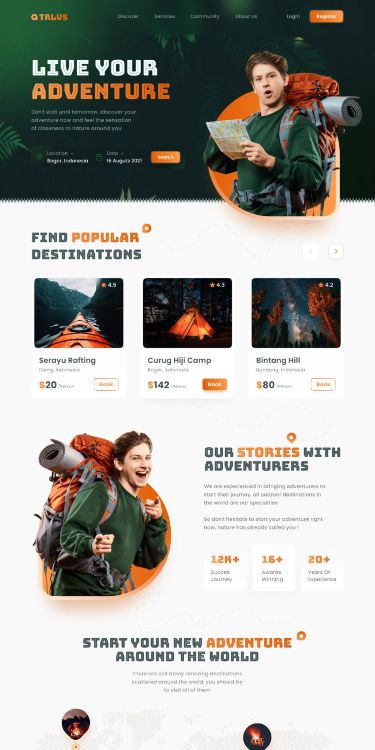 TRLVS
Discover Services Community About us Login Register
LIVE YOUR
ADVENTURE
Don't wait until tomorrow, discover your
adventure now and feel the sensation
of closeness to nature around you
Location
Bogor, Indonesia
Date
16 Auguts 2021
Search
FIND POPULAR
DESTINATIONS
4.5
Serayu Rafting
Dieng, Indonesia
$20 /Person
Book
4.3
Curug Hiji Camp
Bogor, Indonesia
$142 /Person
Book
4.2
Bintang Hill
Bandung, Indonesia
$80 /Person
Book
OUR STORIES WITH
ADVENTURERS
We are experienced in bringing adventurers to
start their journey, all outdoor destinations in
the world are our specialties
So don't hesitate to start your adventure right
now, nature has already called you !
12K+
Succes
Journey
16+
Awards
Winning
20+
Years Of
Experience
START YOUR NEW ADVENTURE
AROUND THE WORLD
There are still many amazing destinations
scattered around the world, you should try
to visit all of them